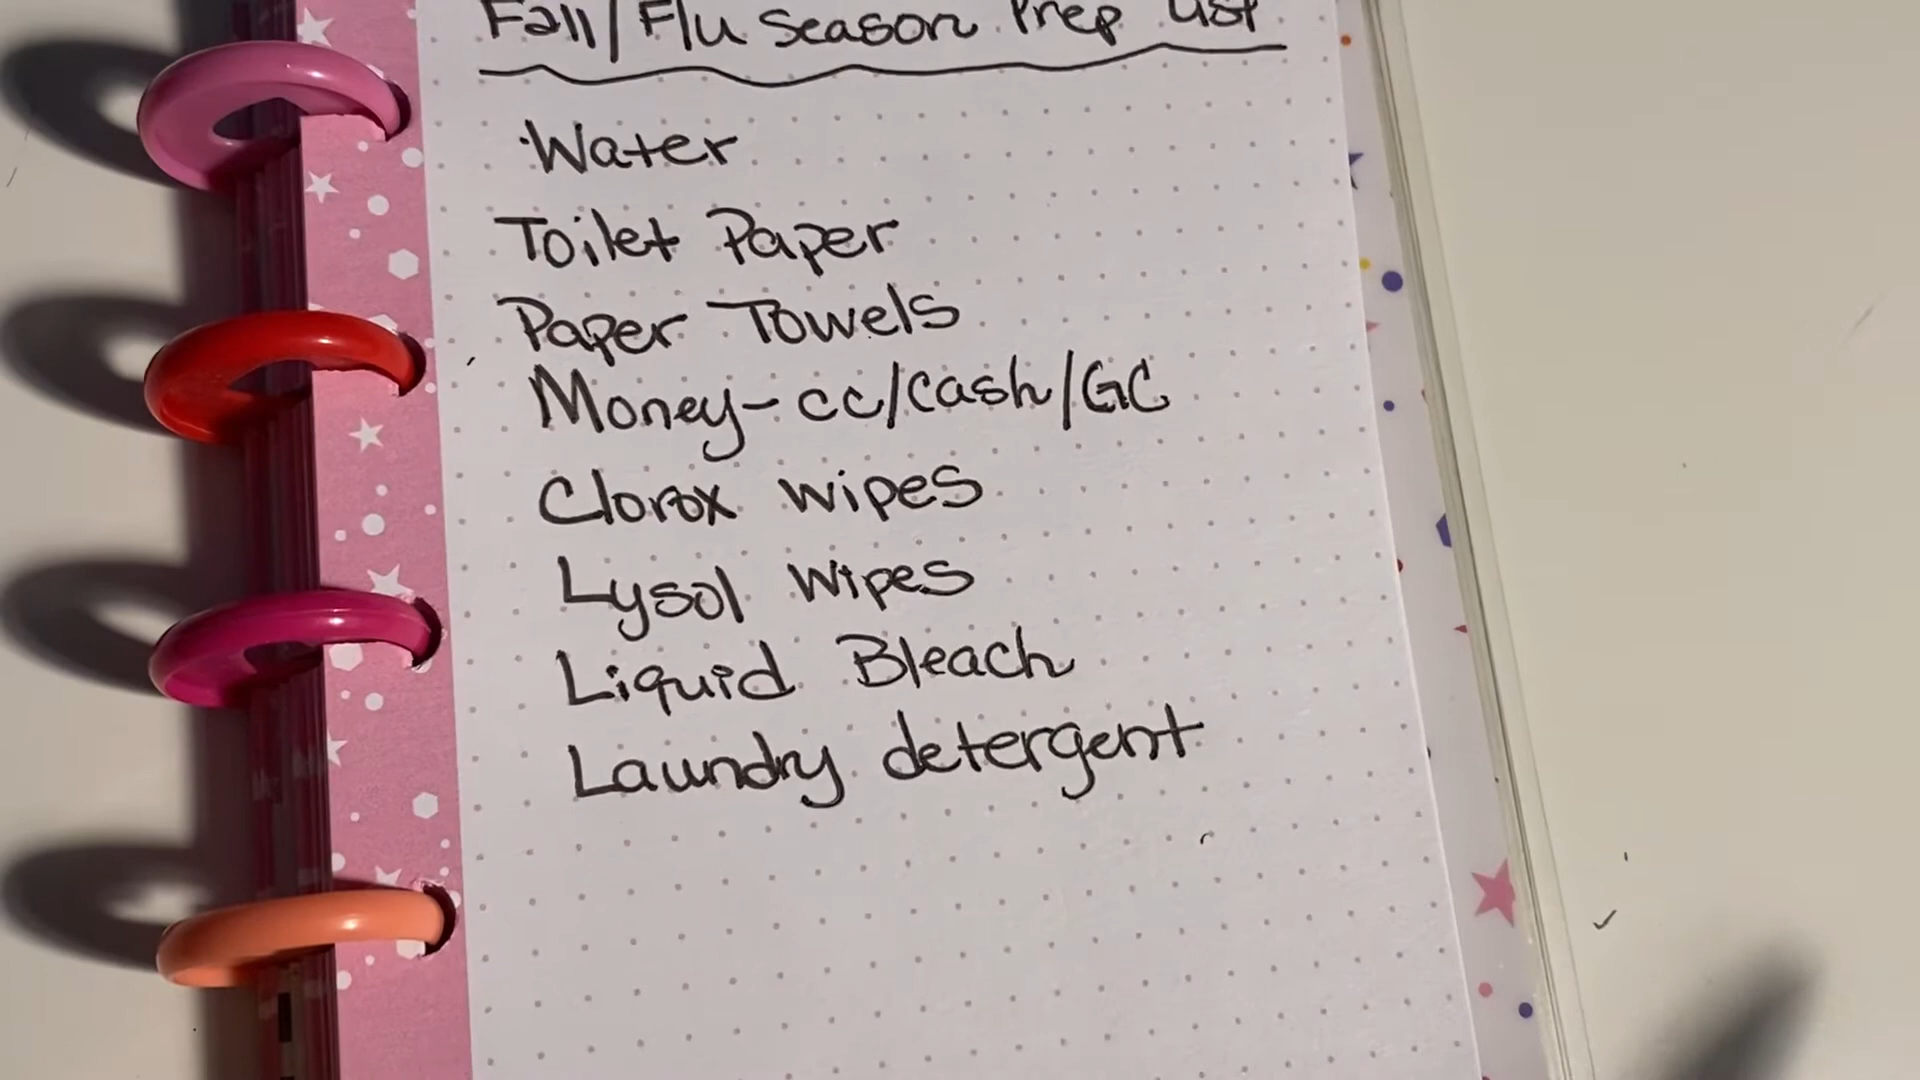 Fall/Flu Season Prep List
Water
Toilet Paper
Paper Towels
Money-cc/cash/GC
Clorox wipes
Lysol wipes
Liquid Bleach
Laundry detergent